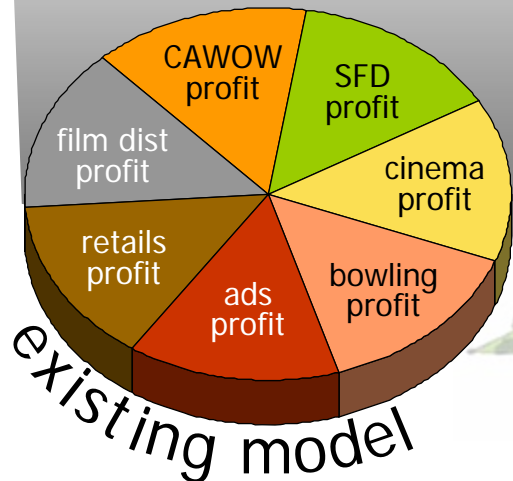 CAWOW
profit
SFD
profit
cinema
profit
bowling
profit
ads
profit
retails
profit
film dist
profit
existing model